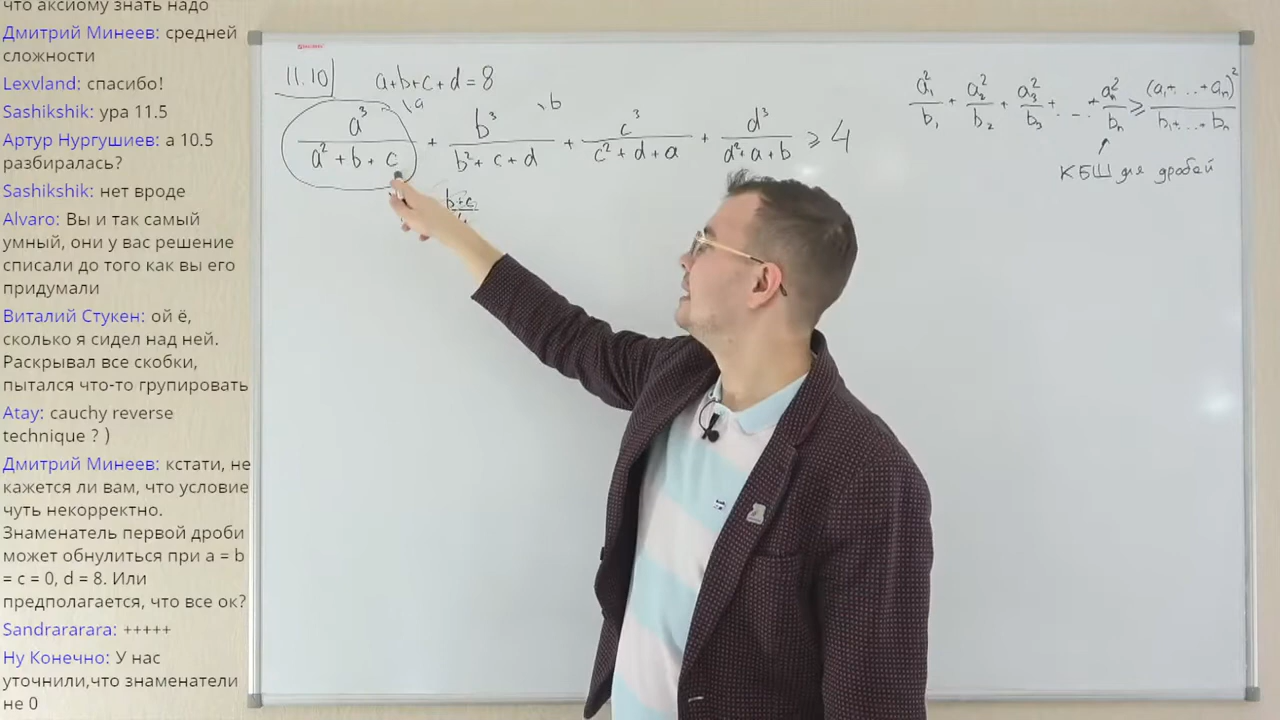 что аксиому знать надо
Дмитрий Минеев: средней
сложности
Lexvland: спасибо!
Sashikshik: ура 11.5
Артур Нургушиев: а 10.5
разбиралась?
Sashikshik: нет вроде
Alvaro: Вы и так самый
умный, они у вас решение
списали до того как вы его
придумали
Виталий Стукен: ой ё,
сколько я сидел над ней.
Раскрывал все скобки,
пытался что-то групировать
Atay: cauchy reverse
technique ? )
Дмитрий Минеев: кстати, не
кажется ли вам, что условие
чуть некорректно.
Знаменатель первой дроби
может обнулиться при a = b
= c = 0, d = 8. Или
предполагается, что все ок?
Sandrararara: +++++
Ну Конечно: У нас
уточнили,что знаменатели
не 0
11.10) a+b+c+d=8
\a \b
a³/(a²+b+c) + b³/(b²+c+d) + c³/(c²+d+a) + d³/(d²+a+b) ⩾ 4
b+c
a₁²/b₁ + a₂²/b₂ + a₃²/b₃ + ... + aₙ²/bₙ ⩾ (a₁+...+aₙ)²/(b₁+...+bₙ)
КБШ для дробей